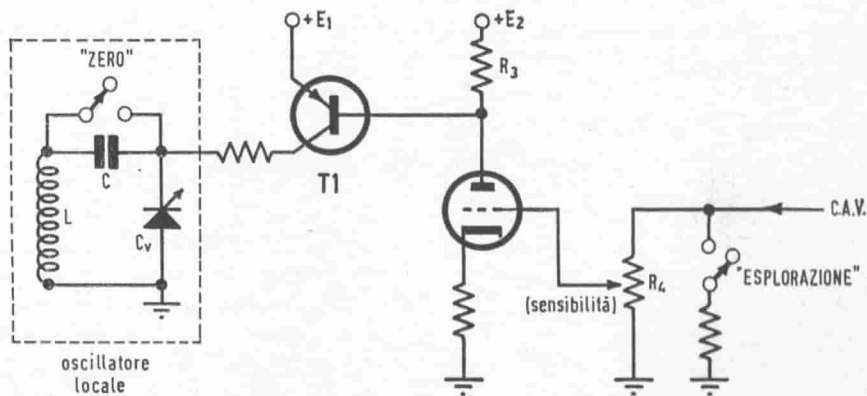 +E1
+E2
"ZERO"
R3
C
T1
L
Cv
C.A.V.
R4
"ESPLORAZIONE"
(sensibilità)
oscillatore
locale